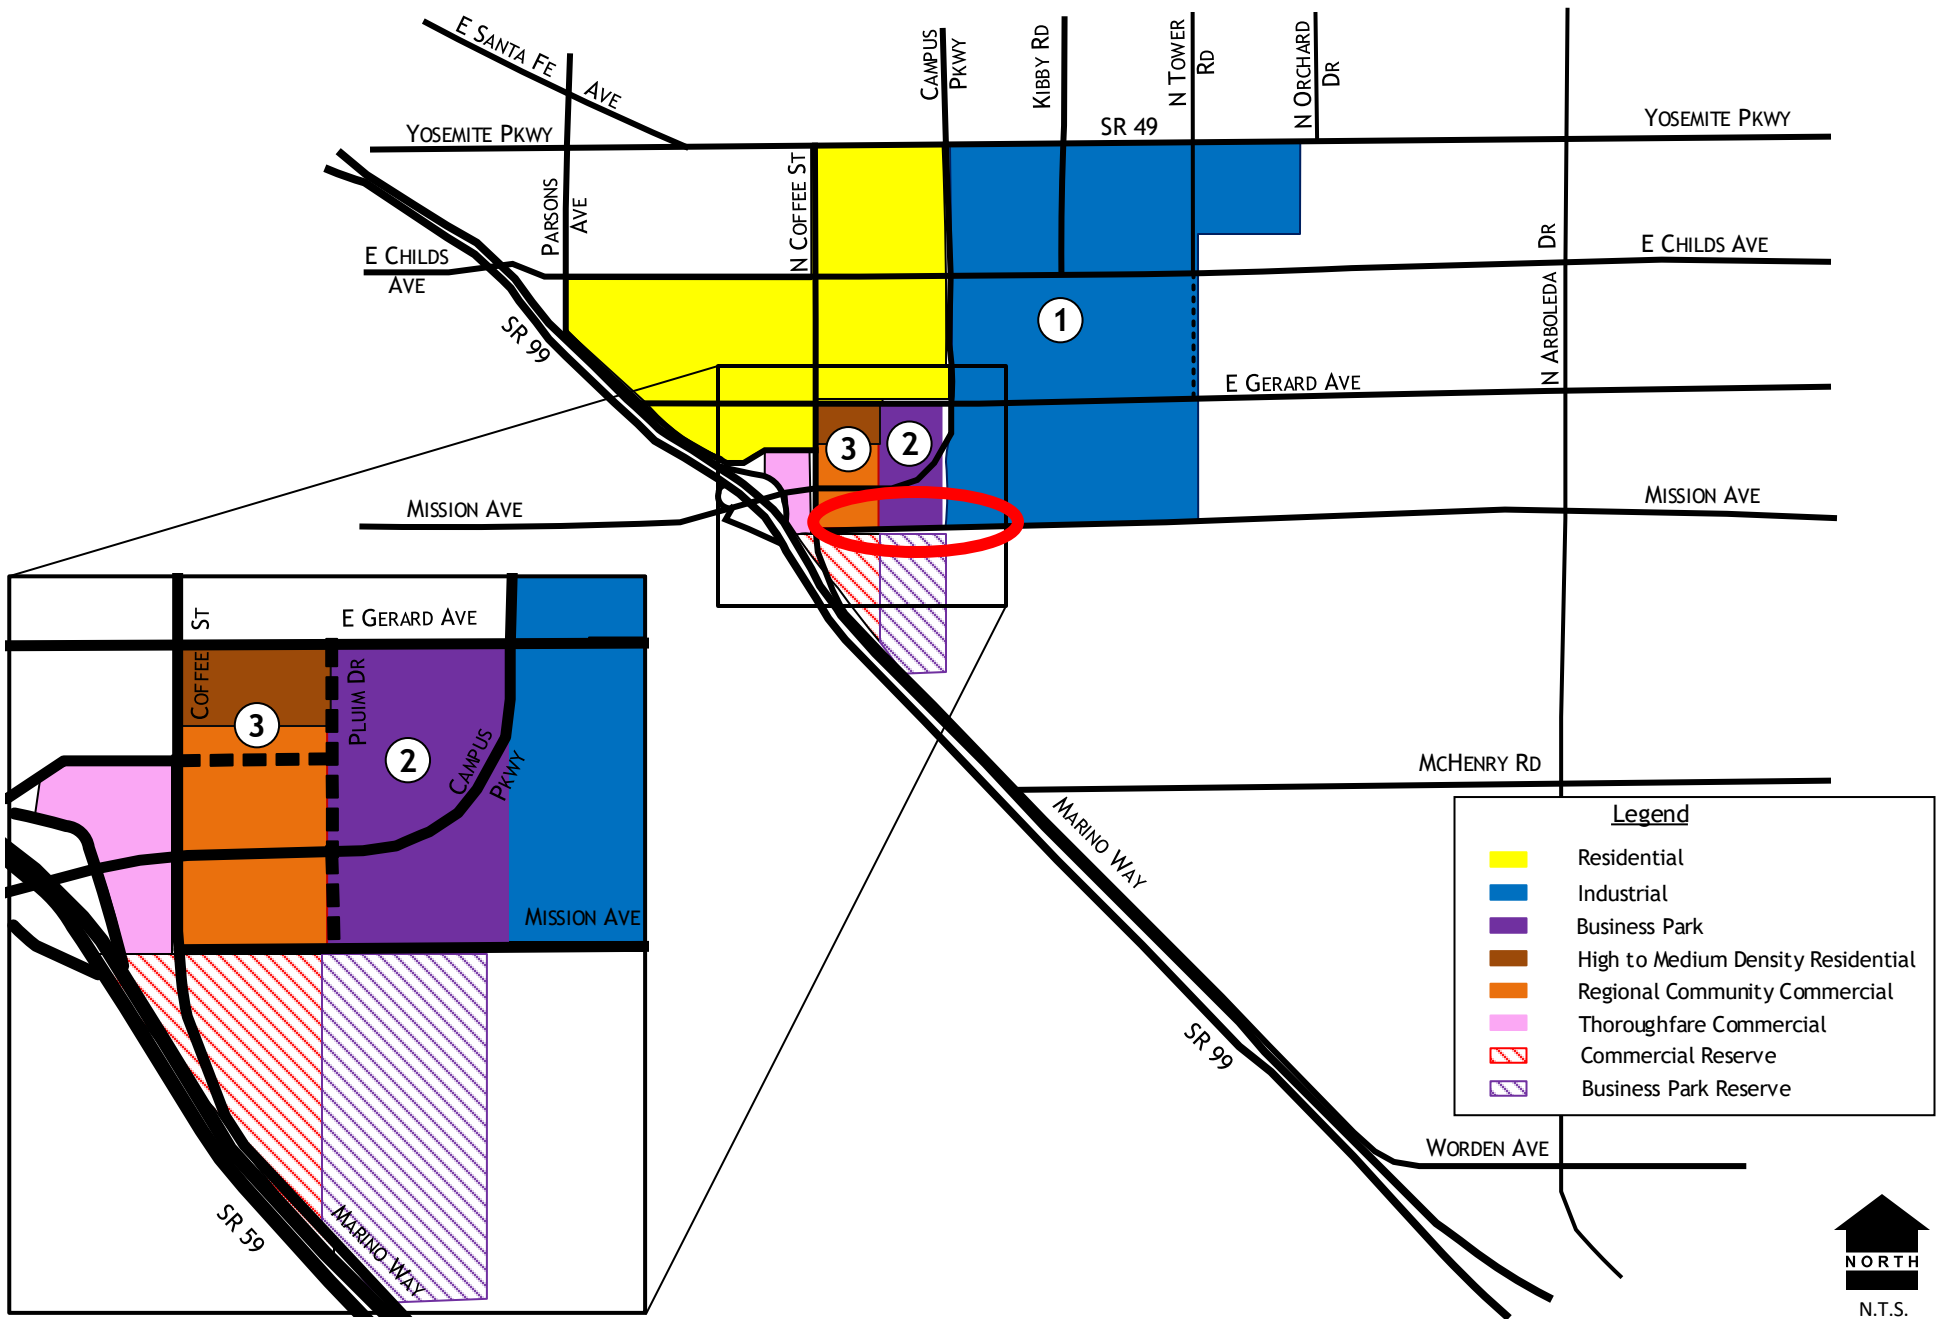 E SANTA FE
AVE
CAMPUS
PKWY
KIBBY RD
N TOWER
RD
N ORCHARD
DR
YOSEMITE PKWY
SR 49
YOSEMITE PKWY
PARSONS
AVE
N COFFEE ST
E CHILDS
AVE
E CHILDS AVE
N ARBOLEDA DR
SR 99
1
E GERARD AVE
3
2
MISSION AVE
MISSION AVE
COFFEE ST
E GERARD AVE
PLUIM DR
3
2
CAMPUS
PKWY
MISSION AVE
SR 59
MARINO WAY
MCHENRY RD
MARINO WAY
SR 99
Legend
Residential
Industrial
Business Park
High to Medium Density Residential
Regional Community Commercial
Thoroughfare Commercial
Commercial Reserve
Business Park Reserve
WORDEN AVE
NORTH
N.T.S.